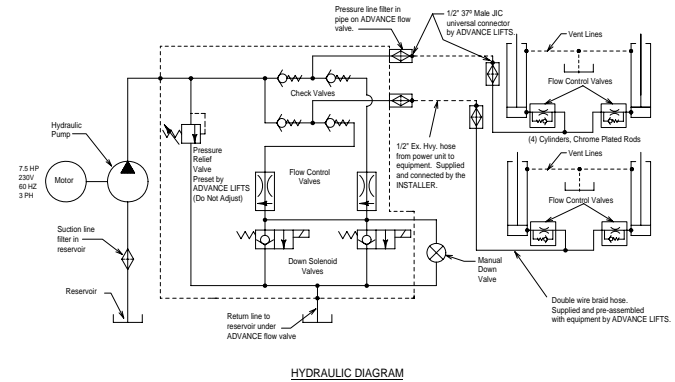 Pressure line filter in
pipe on ADVANCE flow
valve.
1/2" 37º Male JIC
universal connector
by ADVANCE LIFTS.
Vent Lines
Flow Control Valves
(4) Cylinders, Chrome Plated Rods
Vent Lines
Flow Control Valves
Check Valves
Hydraulic
Pump
7.5 HP
230V
60 HZ
3 PH
Motor
Pressure
Relief
Valve
Preset by
ADVANCE LIFTS
(Do Not Adjust)
Flow Control
Valves
1/2" Ex. Hvy. hose
from power unit to
equipment. Supplied
and connected by the
INSTALLER.
Suction line
filter in
reservoir
Down Solenoid
Valves
Manual
Down
Valve
Reservoir
Return line to
reservoir under
ADVANCE flow valve
Double wire braid hose.
Supplied and pre-assembled
with equipment by ADVANCE LIFTS.
HYDRAULIC DIAGRAM